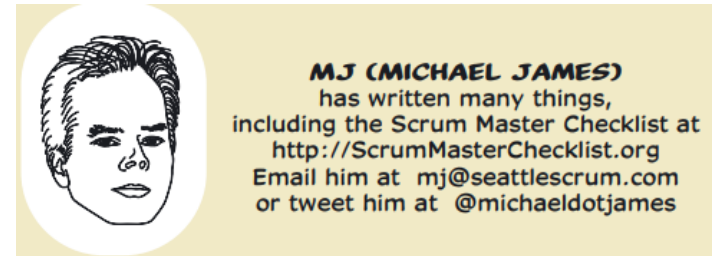 MJ (MICHAEL JAMES)
has written many things,
including the Scrum Master Checklist at
http://ScrumMasterChecklist.org
Email him at mj@seattlescrum.com
or tweet him at @michaeldotjames